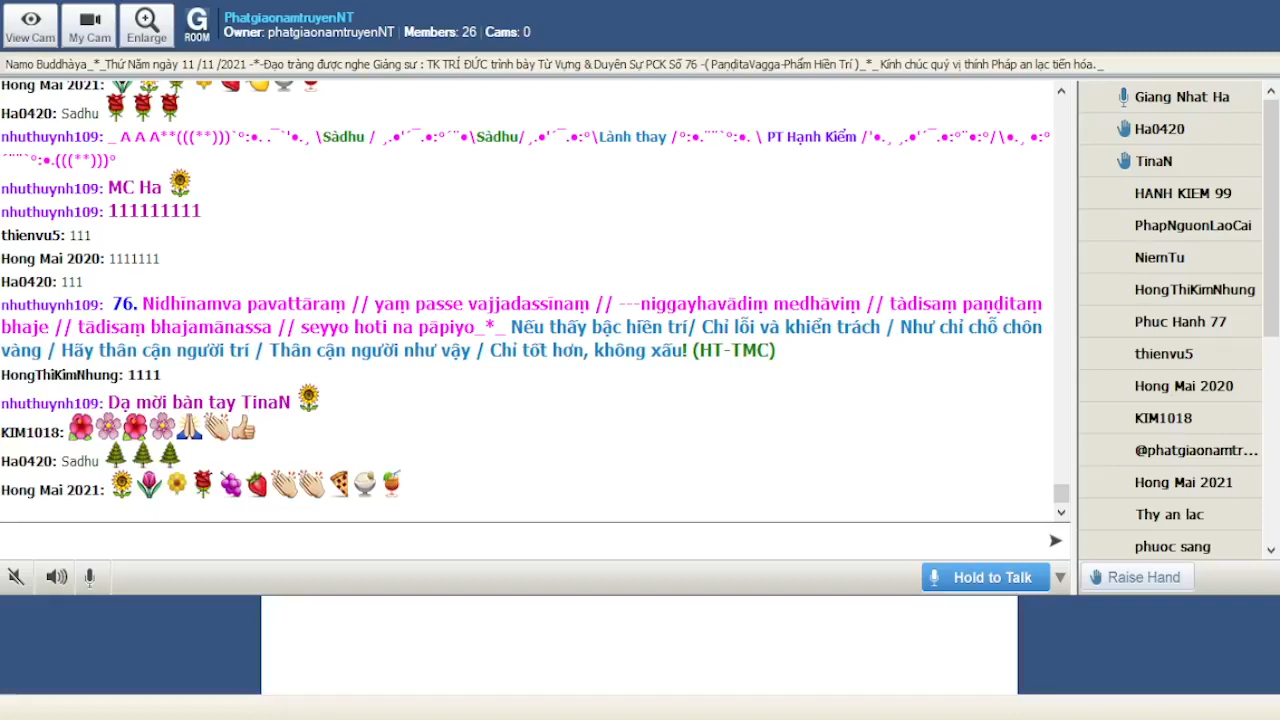 View Cam
My Cam
Enlarge
G
ROOM
PhatgiaonamtruyenNT
Owner: phatgiaonamtruyenNT | Members: 26 | Cams: 0
Namo Buddhàya_*_Thứ Năm ngày 11 /11 /2021 -*-Đạo tràng được nghe Giảng sư : TK TRÍ ĐỨC trình bày Từ Vựng & Duyên Sự PCK Số 76 -( PaṇḍitaVagga-Phẩm Hiền Trí )_*_ Kính chúc quý vị thính Pháp an lạc tiến hóa._
Hong Mai 2021:
Ha0420: Sadhu
nhuthuynh109: _ A A A**(((**)))`°:•. .¯`'•.¸ \Sàdhu / ¸.•'´¯.•:°´¨•\Sàdhu/¸.•'´¯.•:°\Lành thay /°:•.¨¨`°:•. \ PT Hạnh Kiểm /'•.¸ ¸.•'´¯.•:°¨•:°/\•.¸ •:°
´¨¨`°:•.(((**)))°
nhuthuynh109: MC Ha
nhuthuynh109: 111111111
thienvu5: 111
Hong Mai 2020: 1111111
Ha0420: 111
nhuthuynh109: 76. Nidhīnamva pavattāraṃ // yaṃ passe vajjadassīnaṃ // ---niggayhavādiṃ medhāviṃ // tàdisaṃ paṇḍitaṃ
bhaje // tādisaṃ bhajamānassa // seyyo hoti na pāpiyo_*_ Nếu thấy bậc hiền trí/ Chỉ lỗi và khiển trách / Như chỉ chỗ chôn
vàng / Hãy thân cận người trí / Thân cận người như vậy / Chỉ tốt hơn, không xấu! (HT-TMC)
HongThiKimNhung: 1111
nhuthuynh109: Dạ mời bàn tay TinaN
KIM1018:
Ha0420: Sadhu
Hong Mai 2021:
Hold to Talk
Giang Nhat Ha
Ha0420
TinaN
HANH KIEM 99
PhapNguonLaoCai
NiemTu
HongThiKimNhung
Phuc Hanh 77
thienvu5
Hong Mai 2020
KIM1018
@phatgiaonamtr...
Hong Mai 2021
Thy an lac
phuoc sang
Raise Hand